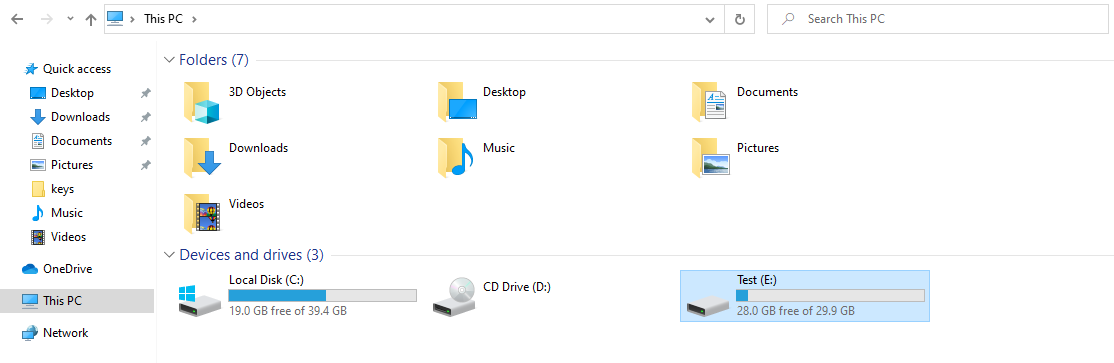 This PC
Search This PC
Quick access
Desktop
Downloads
Documents
Pictures
keys
Music
Videos
OneDrive
This PC
Network
Folders (7)
3D Objects
Desktop
Documents
Downloads
Music
Pictures
Videos
Devices and drives (3)
Local Disk (C:)
19.0 GB free of 39.4 GB
CD Drive (D:)
Test (E:)
28.0 GB free of 29.9 GB